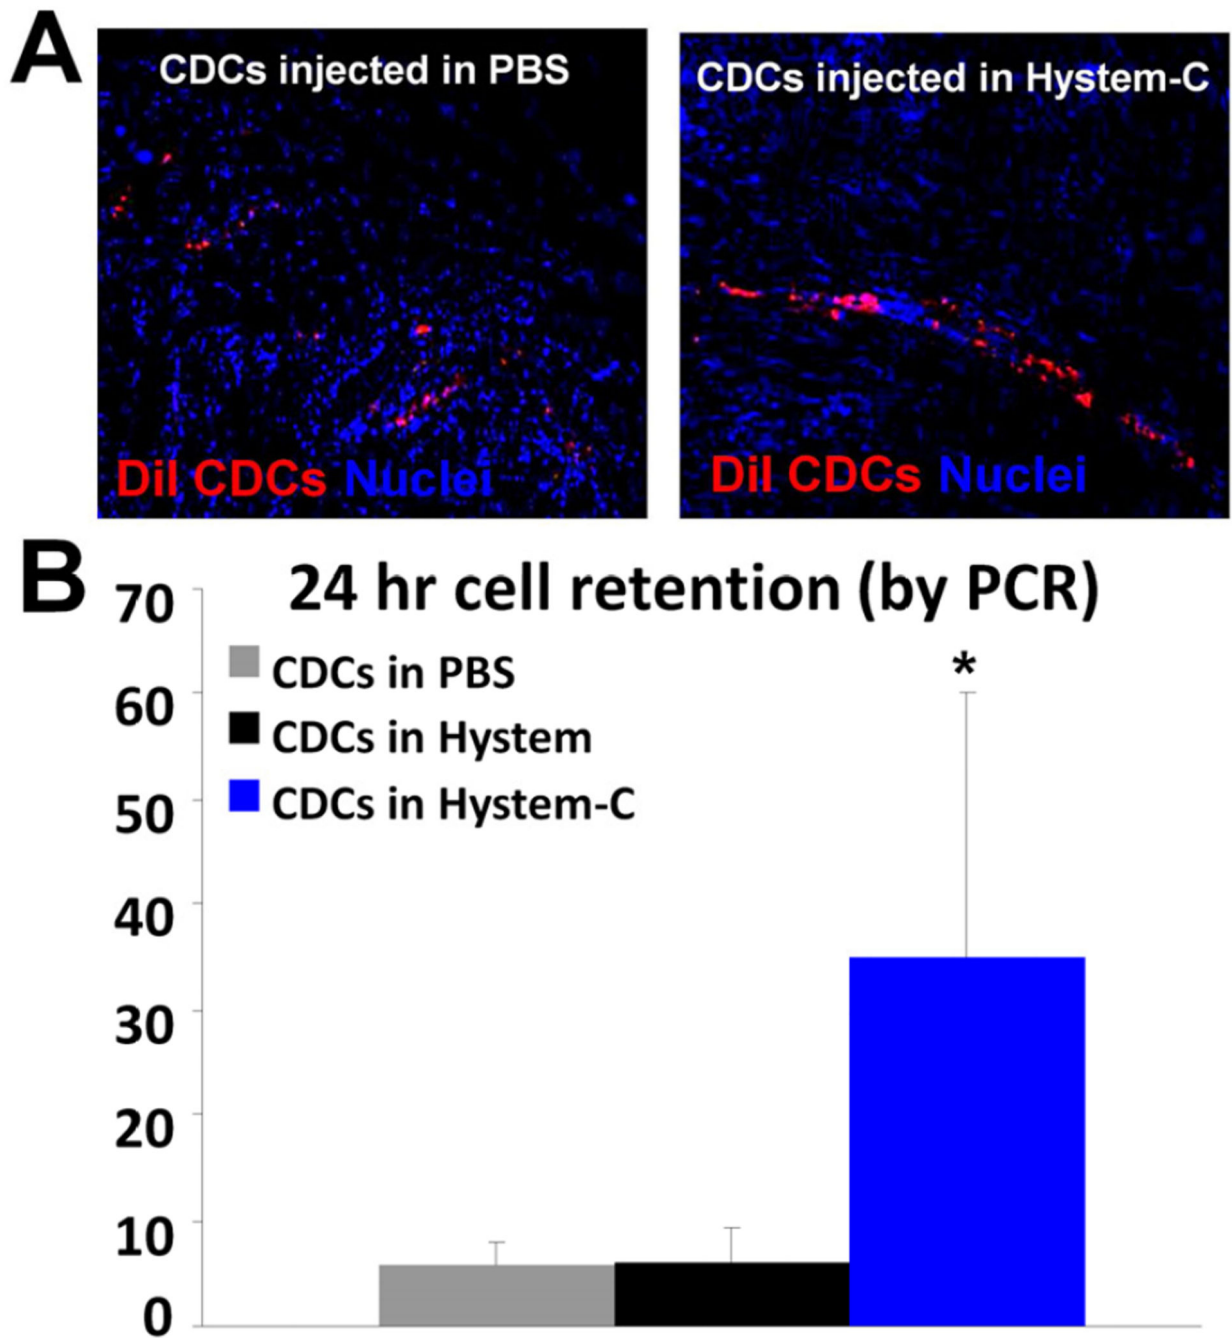 A
CDCs injected in PBS
CDCs injected in Hystem-C
DiI CDCs Nuclei
DiI CDCs Nuclei
B
24 hr cell retention (by PCR)
70
60
50
40
30
20
10
0
CDCs in PBS
CDCs in Hystem
CDCs in Hystem-C
*